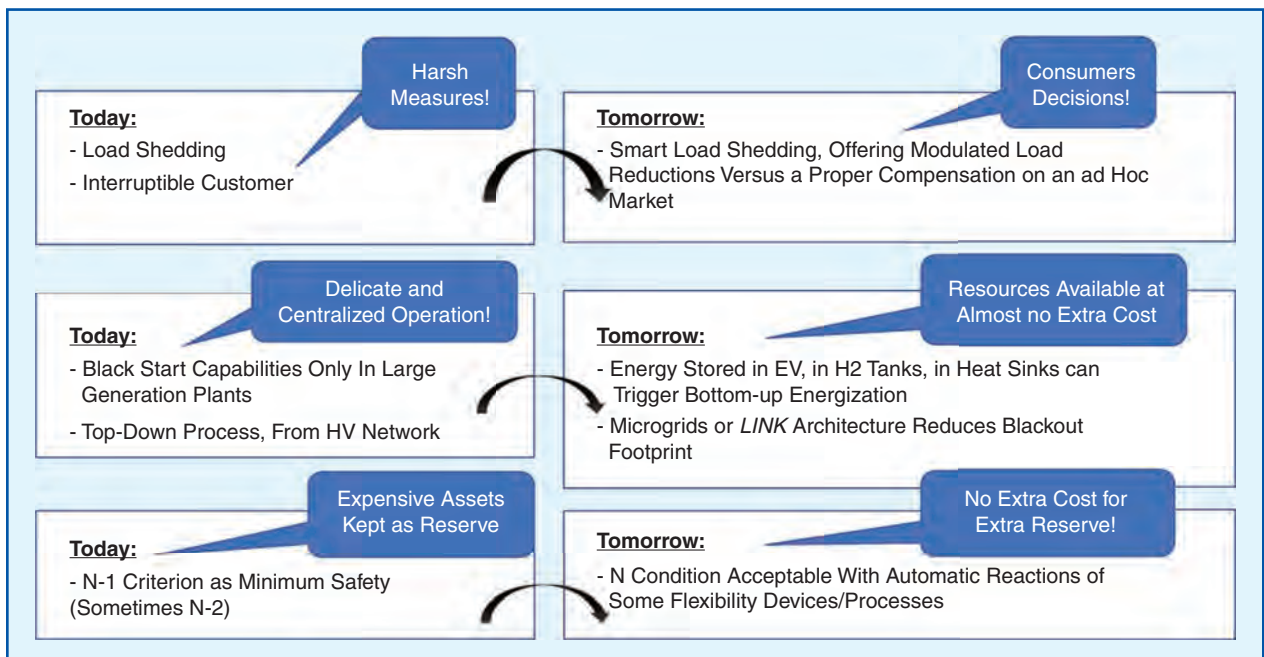 Harsh
Measures!
Today:
- Load Shedding
- Interruptible Customer
Consumers
Decisions!
Tomorrow:
- Smart Load Shedding, Offering Modulated Load
Reductions Versus a Proper Compensation on an ad Hoc
Market
Delicate and
Centralized Operation!
Today:
- Black Start Capabilities Only In Large
Generation Plants
- Top-Down Process, From HV Network
Resources Available at
Almost no Extra Cost
Tomorrow:
- Energy Stored in EV, in H2 Tanks, in Heat Sinks can
Trigger Bottom-up Energization
- Microgrids or LINK Architecture Reduces Blackout
Footprint
Expensive Assets
Kept as Reserve
Today:
- N-1 Criterion as Minimum Safety
(Sometimes N-2)
No Extra Cost for
Extra Reserve!
Tomorrow:
- N Condition Acceptable With Automatic Reactions of
Some Flexibility Devices/Processes